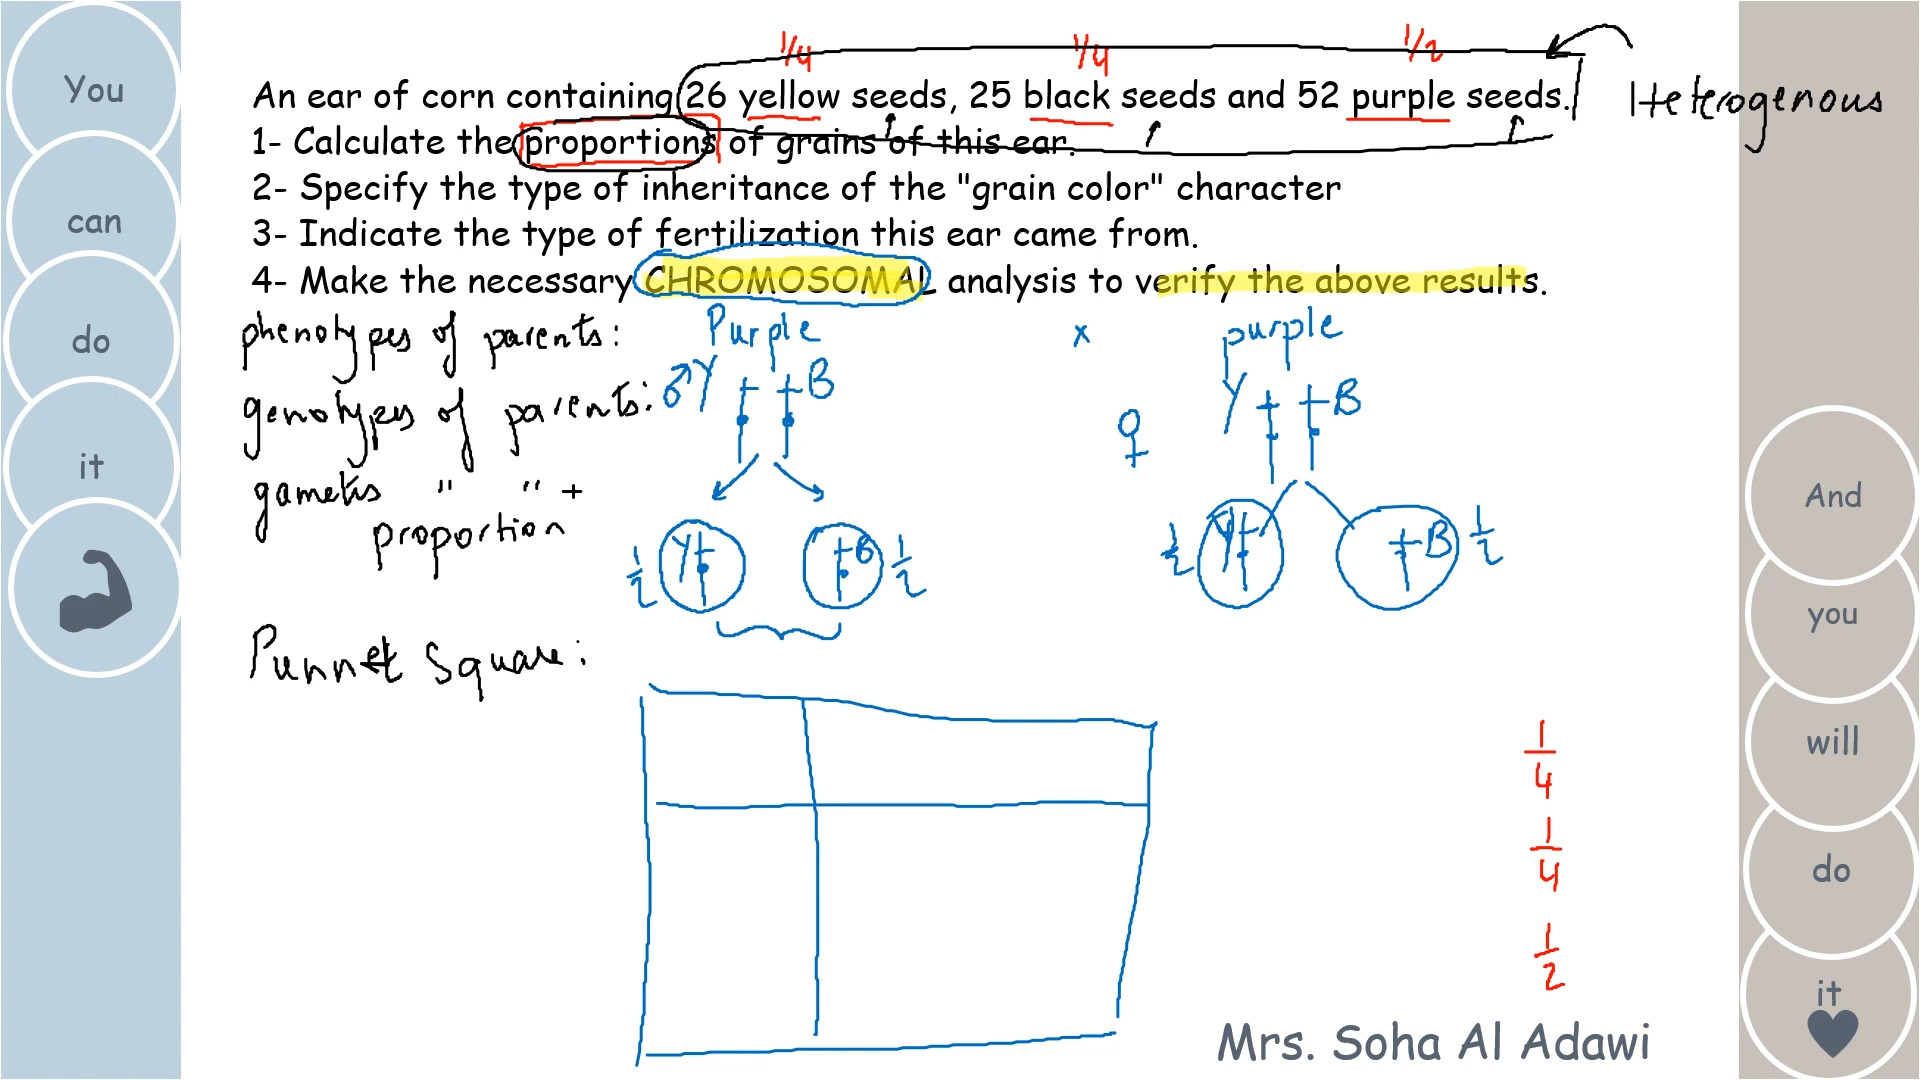 You
can
do
it
1/4 1/4 1/2
An ear of corn containing 26 yellow seeds, 25 black seeds and 52 purple seeds.
Heterogenous
1- Calculate the proportions of grains of this ear.
2- Specify the type of inheritance of the "grain color" character
3- Indicate the type of fertilization this ear came from.
4- Make the necessary CHROMOSOMAL analysis to verify the above results.
phenotypes of parents: Purple x purple
genotypes of parents: ♂ Y B ♀ Y B
gametes " " +
proportion
1/2 Y B 1/2 1/2 Y B 1/2
Punnet Square:
1/4
1/4
1/2
Mrs. Soha Al Adawi
And
you
will
do
it